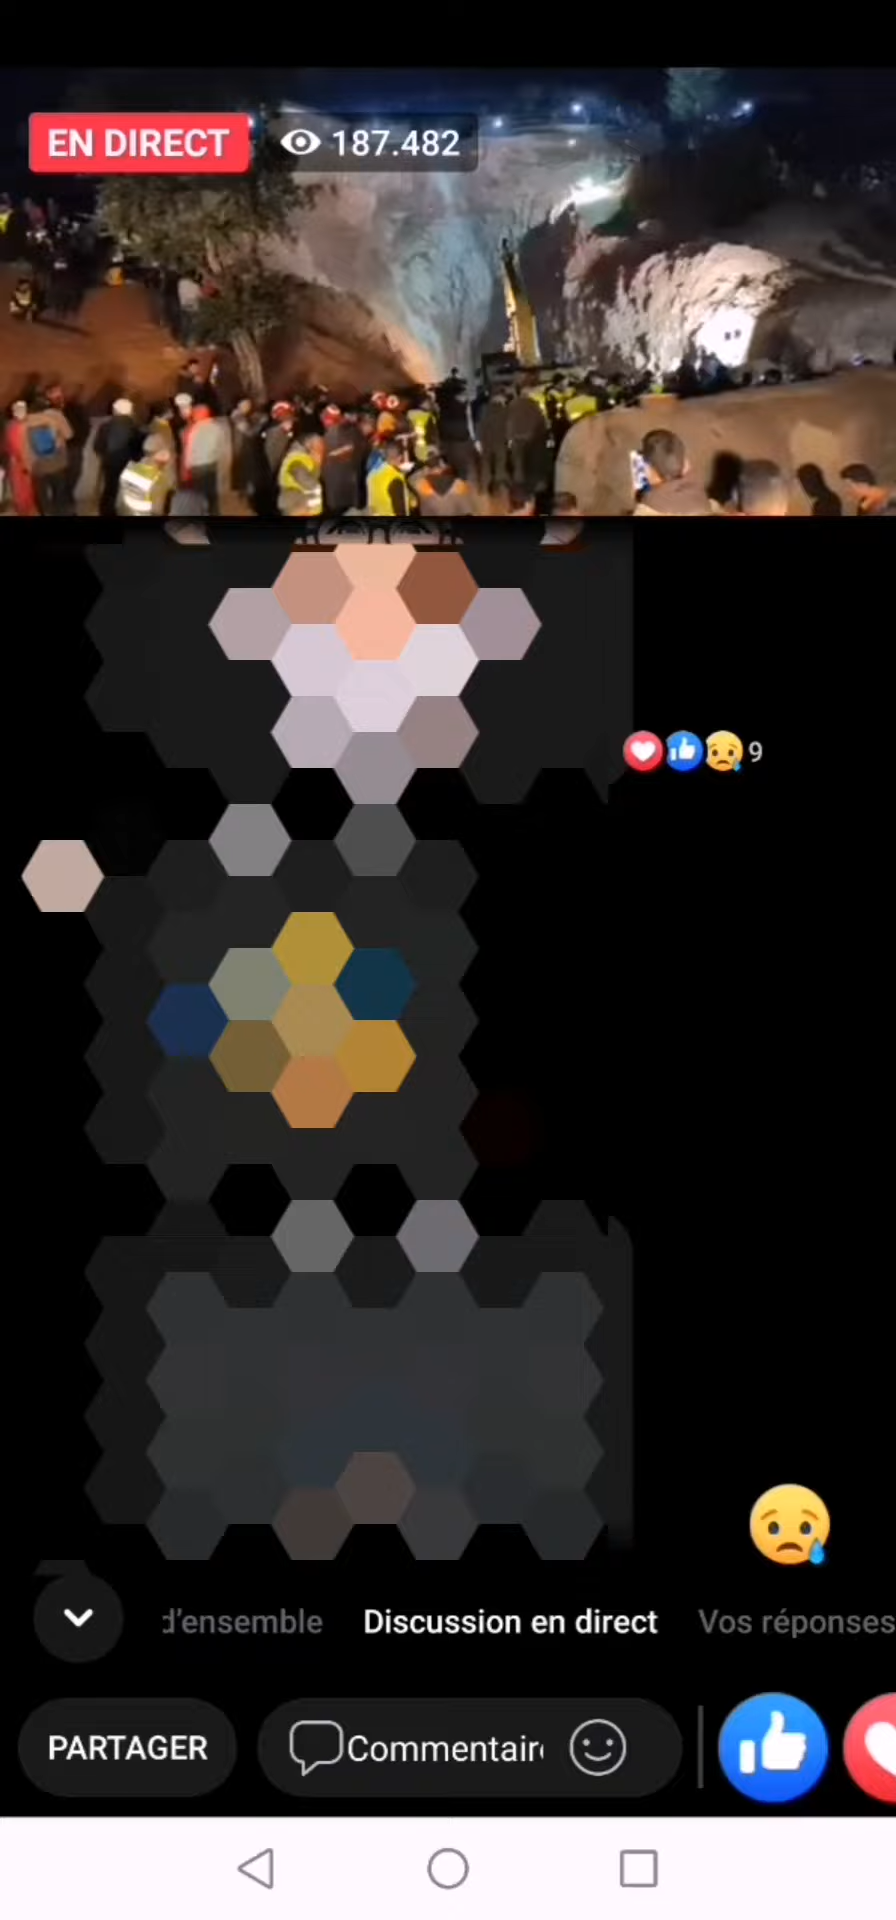 EN DIRECT 187.482
9
d'ensemble Discussion en direct Vos réponses
PARTAGER Commentair